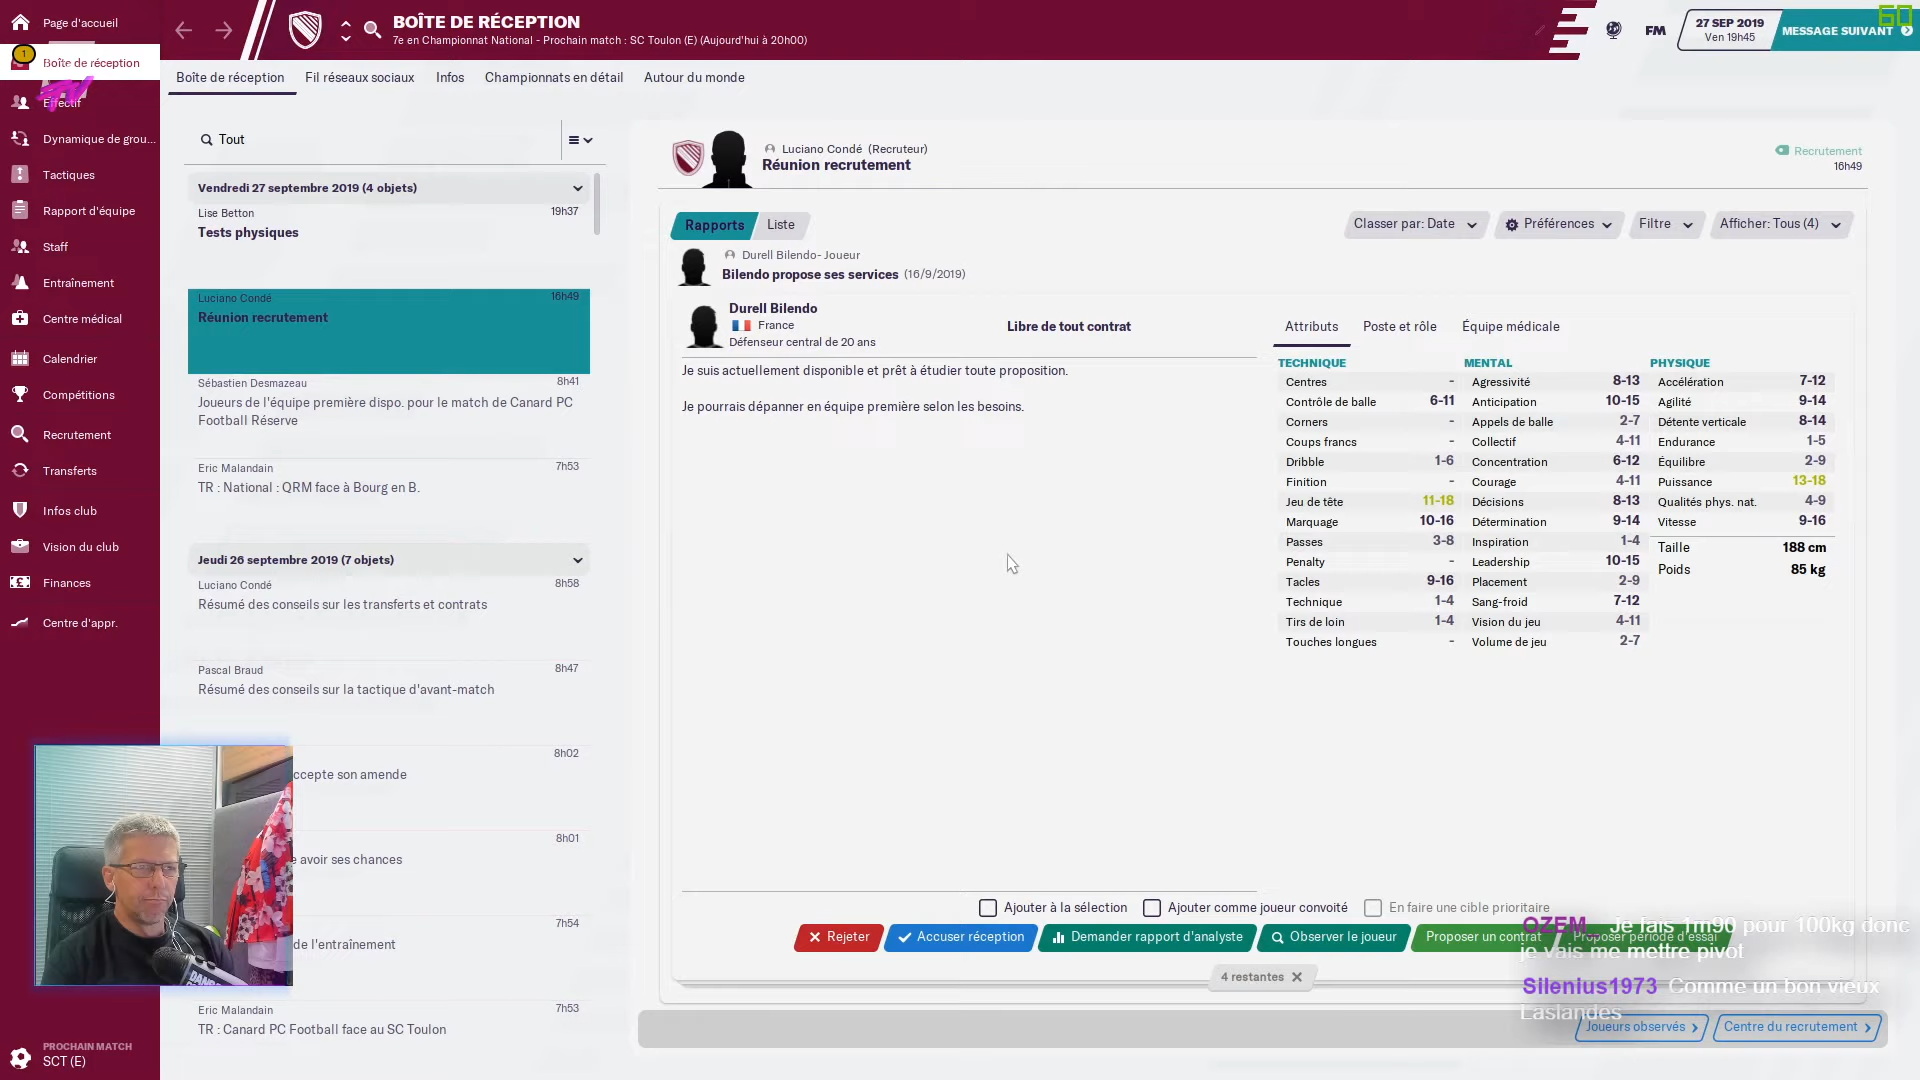 Page d'accueil
1
Boîte de réception
Effectif
Dynamique de grou...
Tactiques
Rapport d'équipe
Staff
Entraînement
Centre médical
Calendrier
Compétitions
Recrutement
Transferts
Infos club
Vision du club
Finances
Centre d'appr.
PROCHAIN MATCH
SCT (E)
BOÎTE DE RÉCEPTION
7e en Championnat National - Prochain match : SC Toulon (E) (Aujourd'hui à 20h00)
FM
27 SEP 2019
Ven 19h45
MESSAGE SUIVANT
60
Boîte de réception
Fil réseaux sociaux
Infos
Championnats en détail
Autour du monde
Tout
Vendredi 27 septembre 2019 (4 objets)
Lise Betton 19h37
Tests physiques
Luciano Condé 16h49
Réunion recrutement
Sébastien Desmazeau 8h41
Joueurs de l'équipe première dispo. pour le match de Canard PC
Football Réserve
Eric Malandain 7h53
TR : National : QRM face à Bourg en B.
Jeudi 26 septembre 2019 (7 objets)
Luciano Condé 8h58
Résumé des conseils sur les transferts et contrats
Pascal Braud 8h47
Résumé des conseils sur la tactique d'avant-match
8h02
ccepte son amende
8h01
e avoir ses chances
7h54
de l'entraînement
Eric Malandain 7h53
TR : Canard PC Football face au SC Toulon
Luciano Condé (Recruteur)
Réunion recrutement
Recrutement
16h49
Rapports
Liste
Classer par: Date
Préférences
Filtre
Afficher: Tous (4)
Durell Bilendo- Joueur
Bilendo propose ses services (16/9/2019)
Durell Bilendo
France
Défenseur central de 20 ans
Libre de tout contrat
Je suis actuellement disponible et prêt à étudier toute proposition.
Je pourrais dépanner en équipe première selon les besoins.
Attributs
Poste et rôle
Équipe médicale
TECHNIQUE MENTAL PHYSIQUE
Centres - Agressivité 8-13 Accélération 7-12
Contrôle de balle 6-11 Anticipation 10-15 Agilité 9-14
Corners - Appels de balle 2-7 Détente verticale 8-14
Coups francs - Collectif 4-11 Endurance 1-5
Dribble 1-6 Concentration 6-12 Équilibre 2-9
Finition - Courage 4-11 Puissance 13-18
Jeu de tête 11-18 Décisions 8-13 Qualités phys. nat. 4-9
Marquage 10-16 Détermination 9-14 Vitesse 9-16
Passes 3-8 Inspiration 1-4 Taille 188 cm
Penalty - Leadership 10-15 Poids 85 kg
Tacles 9-16 Placement 2-9
Technique 1-4 Sang-froid 7-12
Tirs de loin 1-4 Vision du jeu 4-11
Touches longues - Volume de jeu 2-7
Ajouter à la sélection
Ajouter comme joueur convoité
En faire une cible prioritaire
Rejeter
Accuser réception
Demander rapport d'analyste
Observer le joueur
Proposer un contrat
Proposer période d'essai
4 restantes
OZEM_ Je fais 1m90 pour 100kg donc
je vais me mettre pivot
Silenius1973 Comme un bon vieux
Laslandes
Joueurs observés
Centre du recrutement